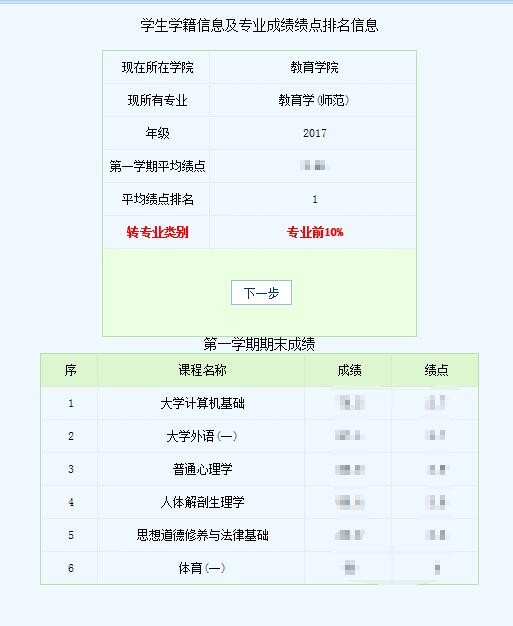 学生学籍信息及专业成绩绩点排名信息
现在所在学院 教育学院
现所有专业 教育学(师范)
年级 2017
第一学期平均绩点
平均绩点排名 1
转专业类别 专业前10%
下一步
第一学期期末成绩
序 课程名称 成绩 绩点
1 大学计算机基础
2 大学外语(一)
3 普通心理学
4 人体解剖生理学
5 思想道德修养与法律基础
6 体育(一)